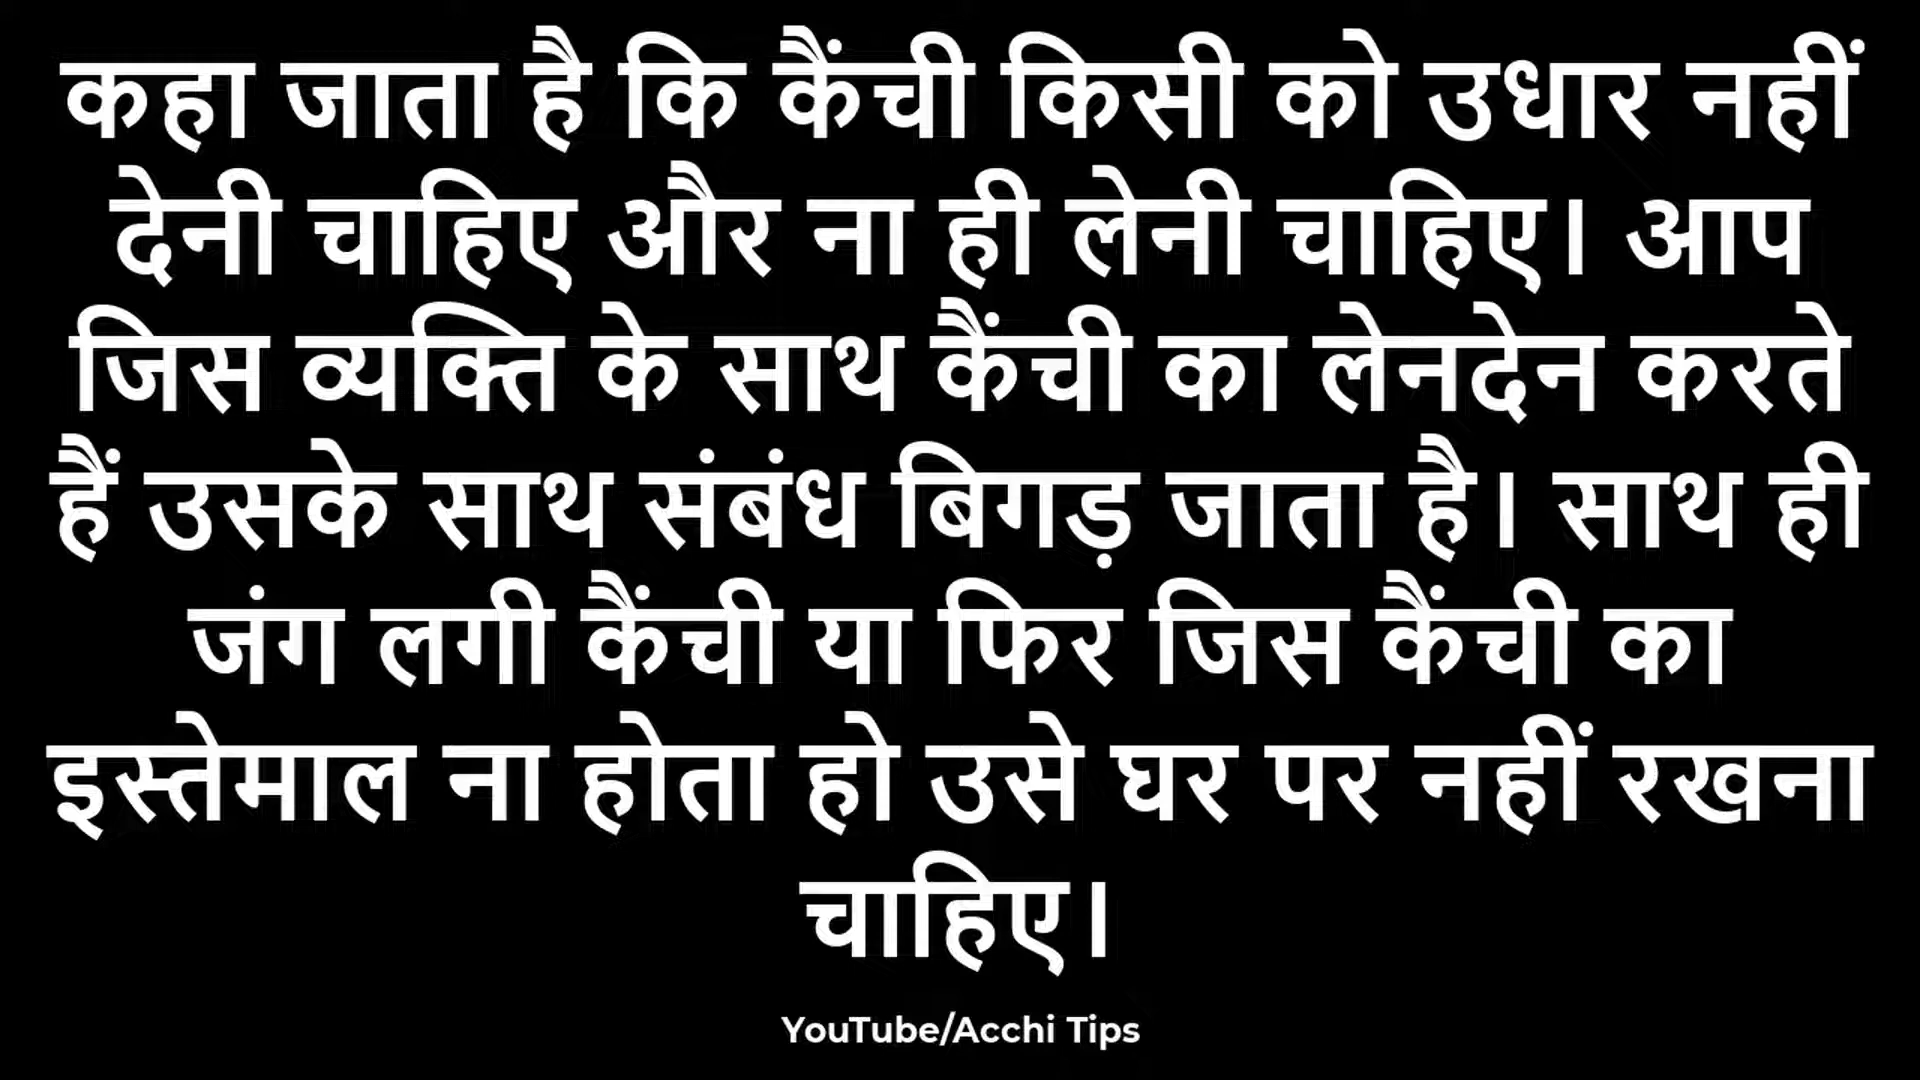 कहा जाता है कि कैंची किसी को उधार नहीं
देनी चाहिए और ना ही लेनी चाहिए। आप
जिस व्यक्ति के साथ कैंची का लेनदेन करते
हैं उसके साथ संबंध बिगड़ जाता है। साथ ही
जंग लगी कैंची या फिर जिस कैंची का
इस्तेमाल ना होता हो उसे घर पर नहीं रखना
चाहिए।
YouTube/Acchi Tips